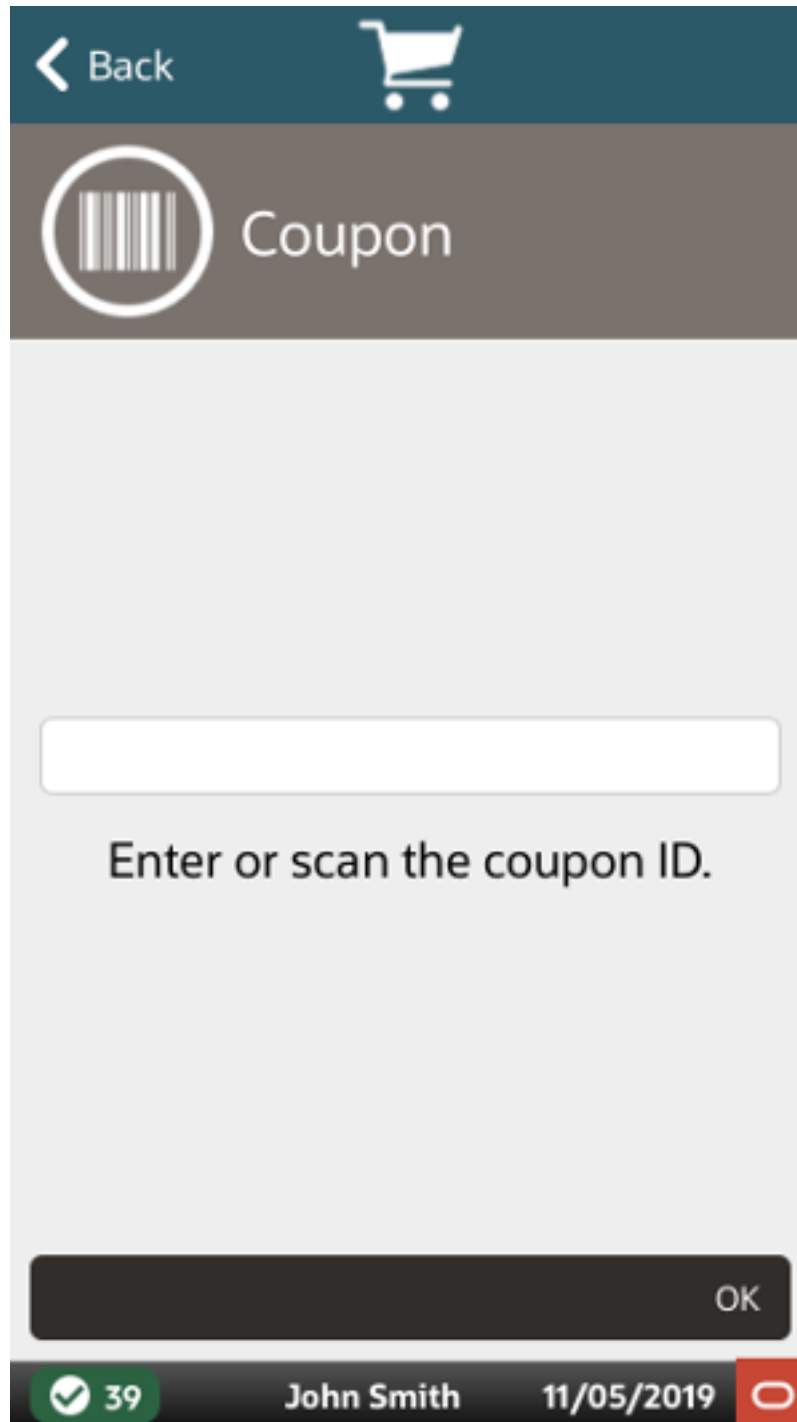 Back
Coupon
Enter or scan the coupon ID.
OK
39 John Smith 11/05/2019